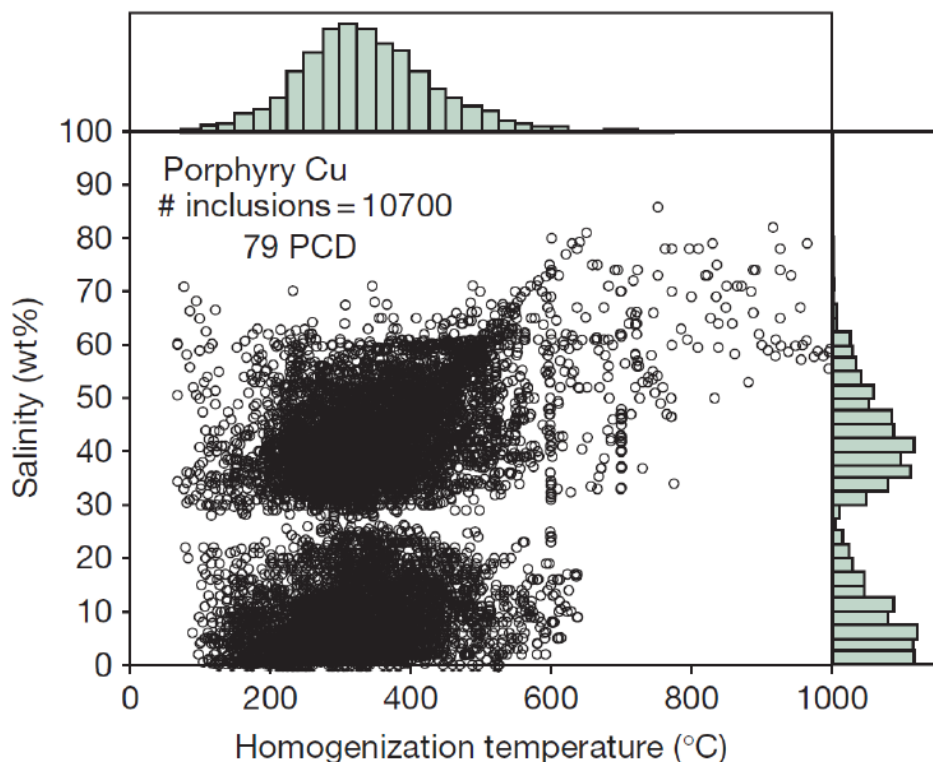 Porphyry Cu
# inclusions = 10700
79 PCD
Salinity (wt%)
100
90
80
70
60
50
40
30
20
10
0
0 200 400 600 800 1000
Homogenization temperature (°C)